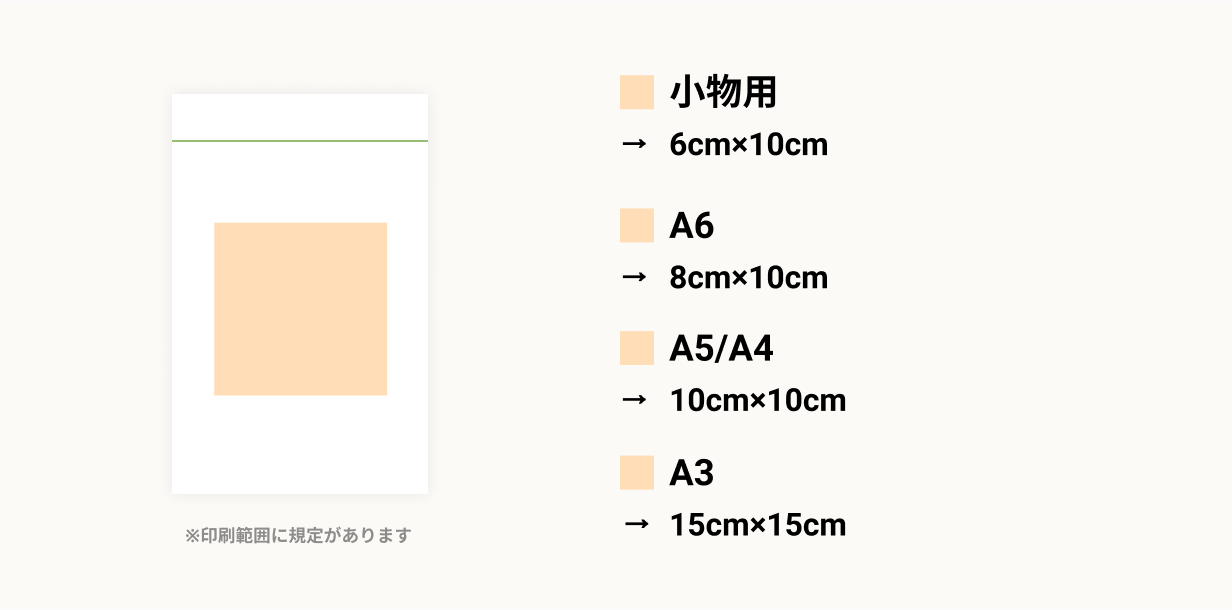 小物用
→ 6cm×10cm
A6
→ 8cm×10cm
A5/A4
→ 10cm×10cm
A3
→ 15cm×15cm
※印刷範囲に規定があります